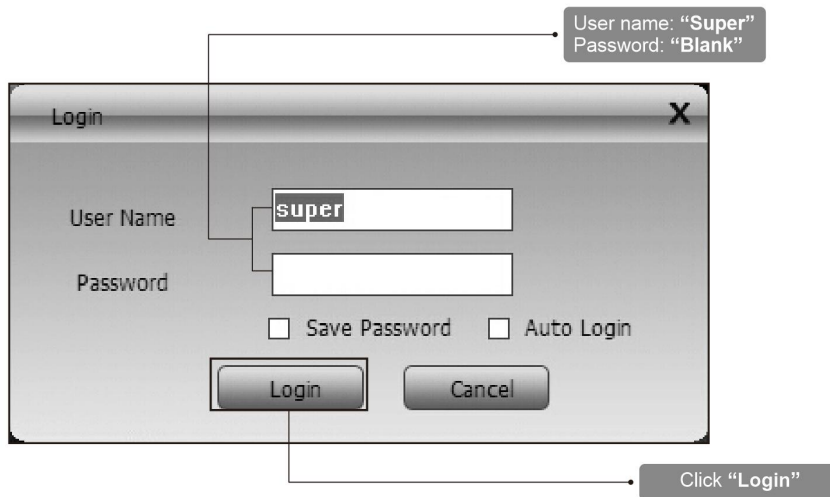 User name: “Super”
Password: “Blank”
Login X
User Name super
Password
Save Password Auto Login
Login Cancel
Click “Login”